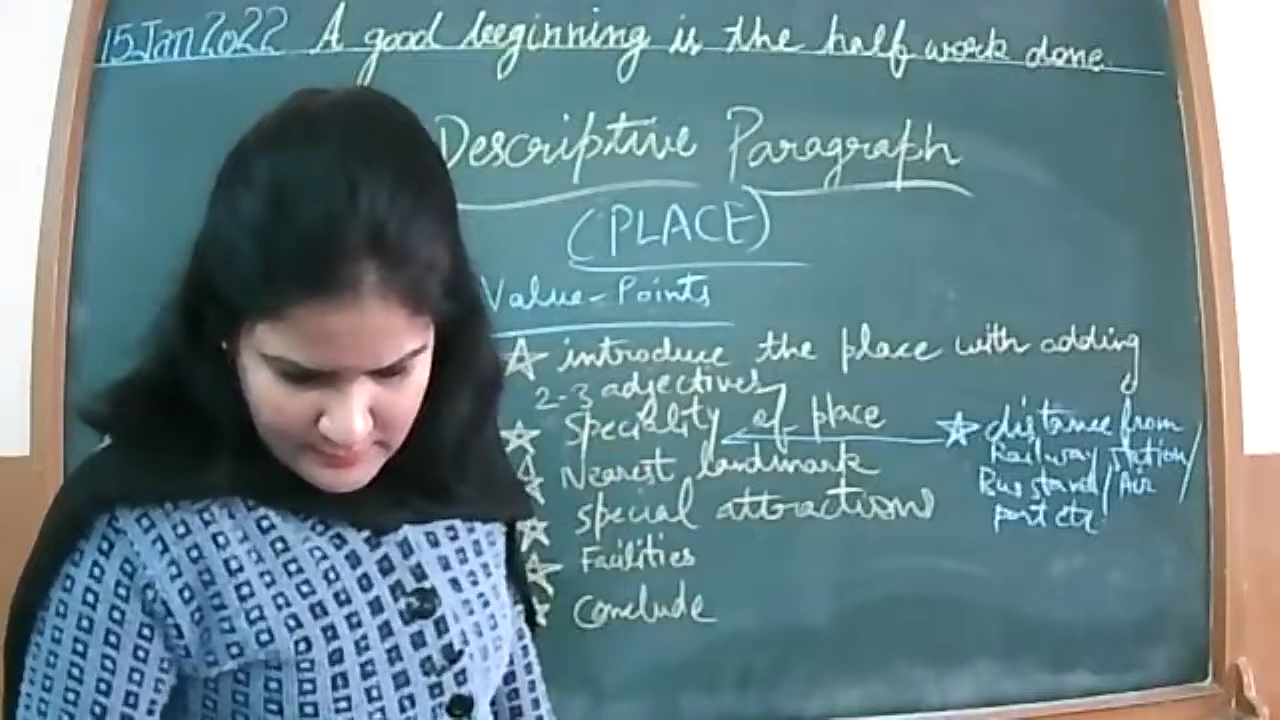 15 Jan 2022 A good beginning is the half work done.
Descriptive Paragraph
(PLACE)
Value-Points
☆ introduce the place with adding
2-3 adjectives
☆ Speciality of place
☆ distance from
Railway station/
Bus stand/Air
port etc.
☆ Nearest landmark
☆ special attractions
☆ Facilities
☆ Conclude